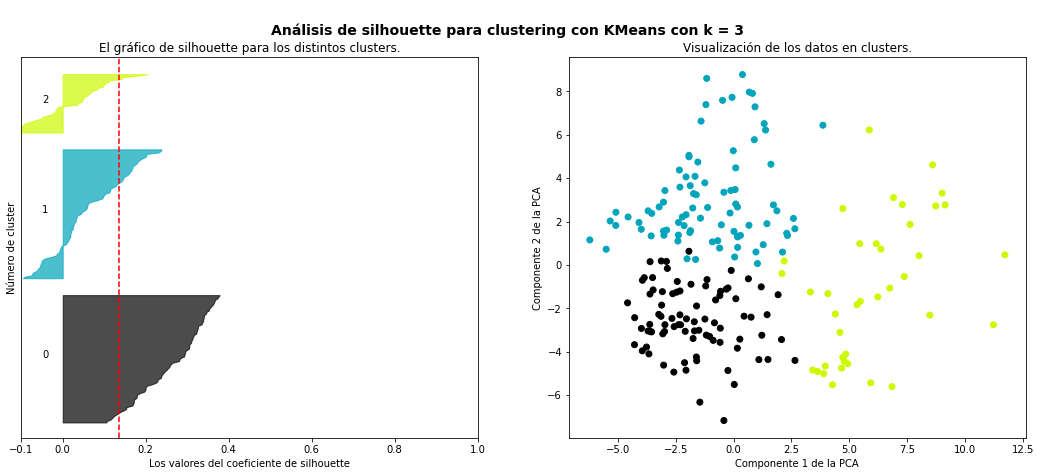 Análisis de silhouette para clustering con KMeans con k = 3
El gráfico de silhouette para los distintos clusters.
Número de cluster
2
1
0
−0.1 0.0 0.2 0.4 0.6 0.8 1.0
Los valores del coeficiente de silhouette
Visualización de los datos en clusters.
Componente 2 de la PCA
8
6
4
2
0
−2
−4
−6
−5.0 −2.5 0.0 2.5 5.0 7.5 10.0 12.5
Componente 1 de la PCA